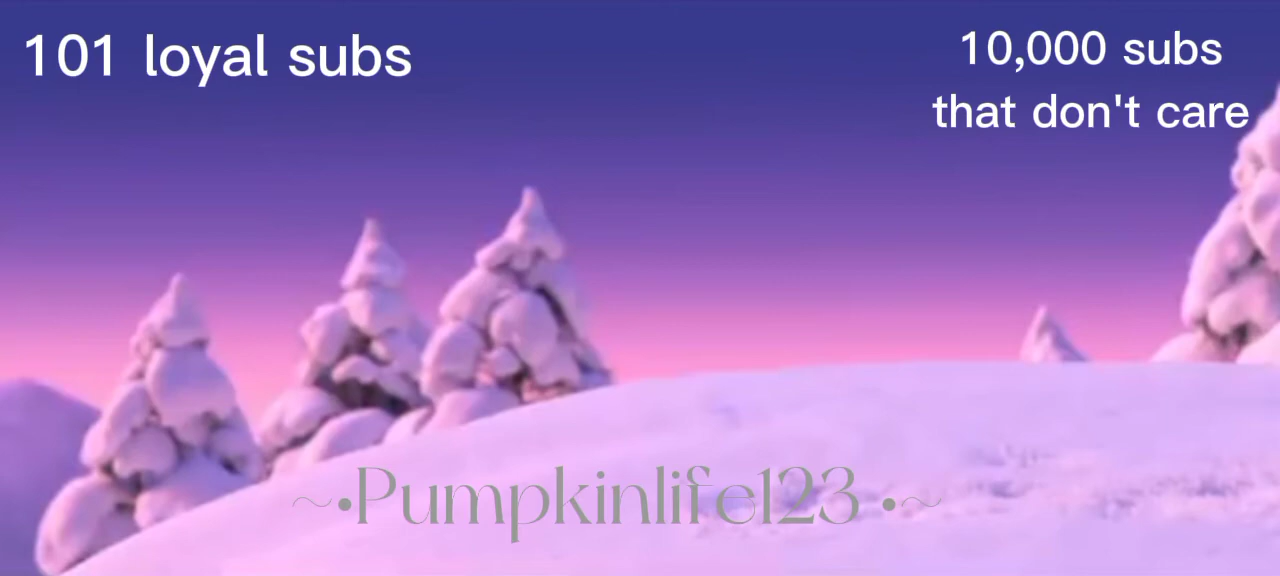 101 loyal subs
10,000 subs
that don't care
~•Pumpkinlife123 •~